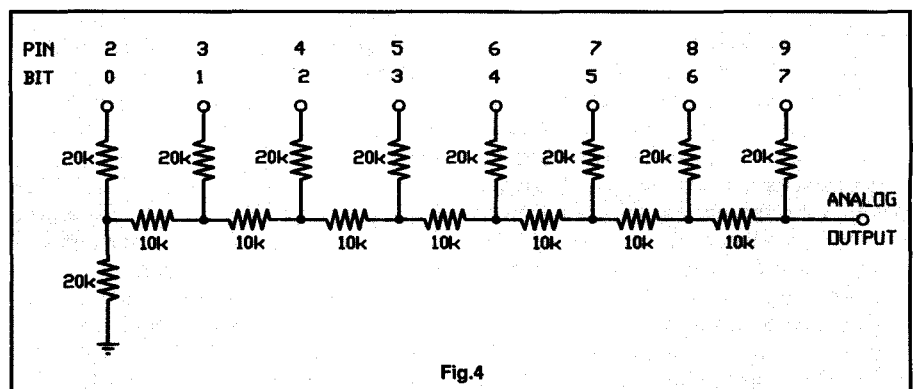 PIN 2 3 4 5 6 7 8 9
BIT 0 1 2 3 4 5 6 7
20k 20k 20k 20k 20k 20k 20k 20k
ANALOG
10k 10k 10k 10k 10k 10k 10k
OUTPUT
20k
Fig.4